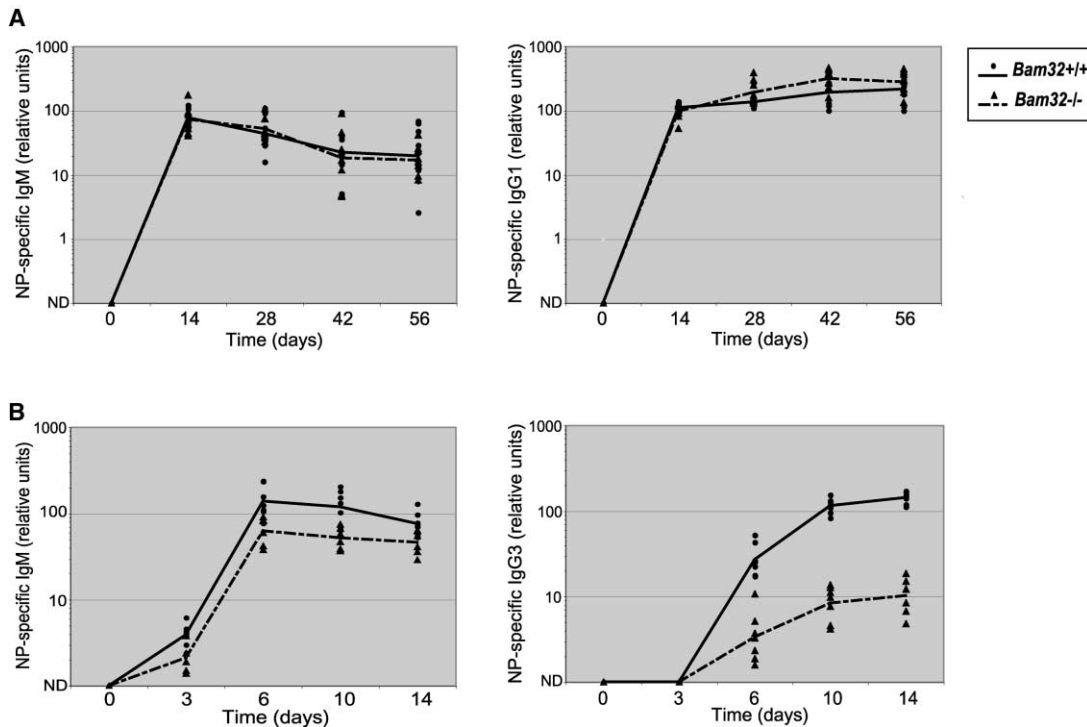 A
NP-specific IgM (relative units)
1000
100
10
1
ND
0 14 28 42 56
Time (days)
NP-specific IgG1 (relative units)
1000
100
10
1
ND
0 14 28 42 56
Time (days)
Bam32+/+
Bam32-/-
B
NP-specific IgM (relative units)
1000
100
10
ND
0 3 6 10 14
Time (days)
NP-specific IgG3 (relative units)
1000
100
10
ND
0 3 6 10 14
Time (days)